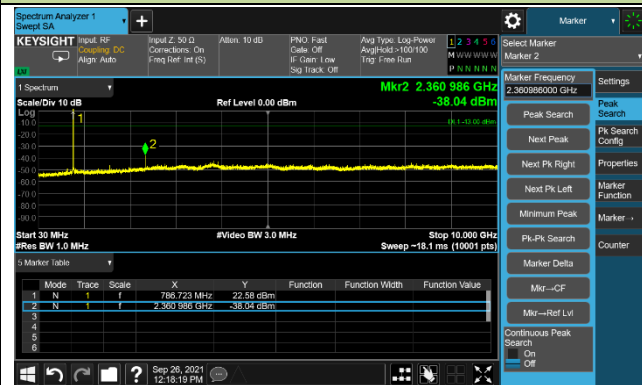 Spectrum Analyzer 1
Swept SA
+
Marker
KEYSIGHT
Input: RF
Coupling: DC
Align: Auto
Input Z: 50 Ω
Corrections: On
Freq Ref: Int (S)
Atten: 10 dB
PNO: Fast
Gate: Off
IF Gain: Low
Sig Track: Off
Avg Type: Log-Power
Avg|Hold:>100/100
Trig: Free Run
1 2 3 4 5 6
M W W W W W
P N N N N N
Select Marker
Marker 2
LXI
1 Spectrum
Mkr2 2.360 986 GHz
Scale/Div 10 dB
Ref Level 0.00 dBm
-38.04 dBm
Log
DL1 -13.00 dBm
-10.0
-20.0
-30.0
-40.0
-50.0
-60.0
-70.0
-80.0
-90.0
1
2
Start 30 MHz
#Video BW 3.0 MHz
Stop 10.000 GHz
#Res BW 1.0 MHz
Sweep ~18.1 ms (10001 pts)
5 Marker Table
Mode Trace Scale X Y Function Function Width Function Value
1 N 1 f 786.723 MHz 22.58 dBm
2 N 1 f 2.360 986 GHz -38.04 dBm
3
4
5
6
Marker Frequency
2.360986000 GHz
Peak Search
Next Peak
Next Pk Right
Next Pk Left
Minimum Peak
Pk-Pk Search
Marker Delta
Mkr→CF
Mkr→Ref Lvl
Continuous Peak
Search
On
Off
Settings
Peak
Search
Pk Search
Config
Properties
Marker
Function
Marker→
Counter
?
Sep 26, 2021
12:18:19 PM